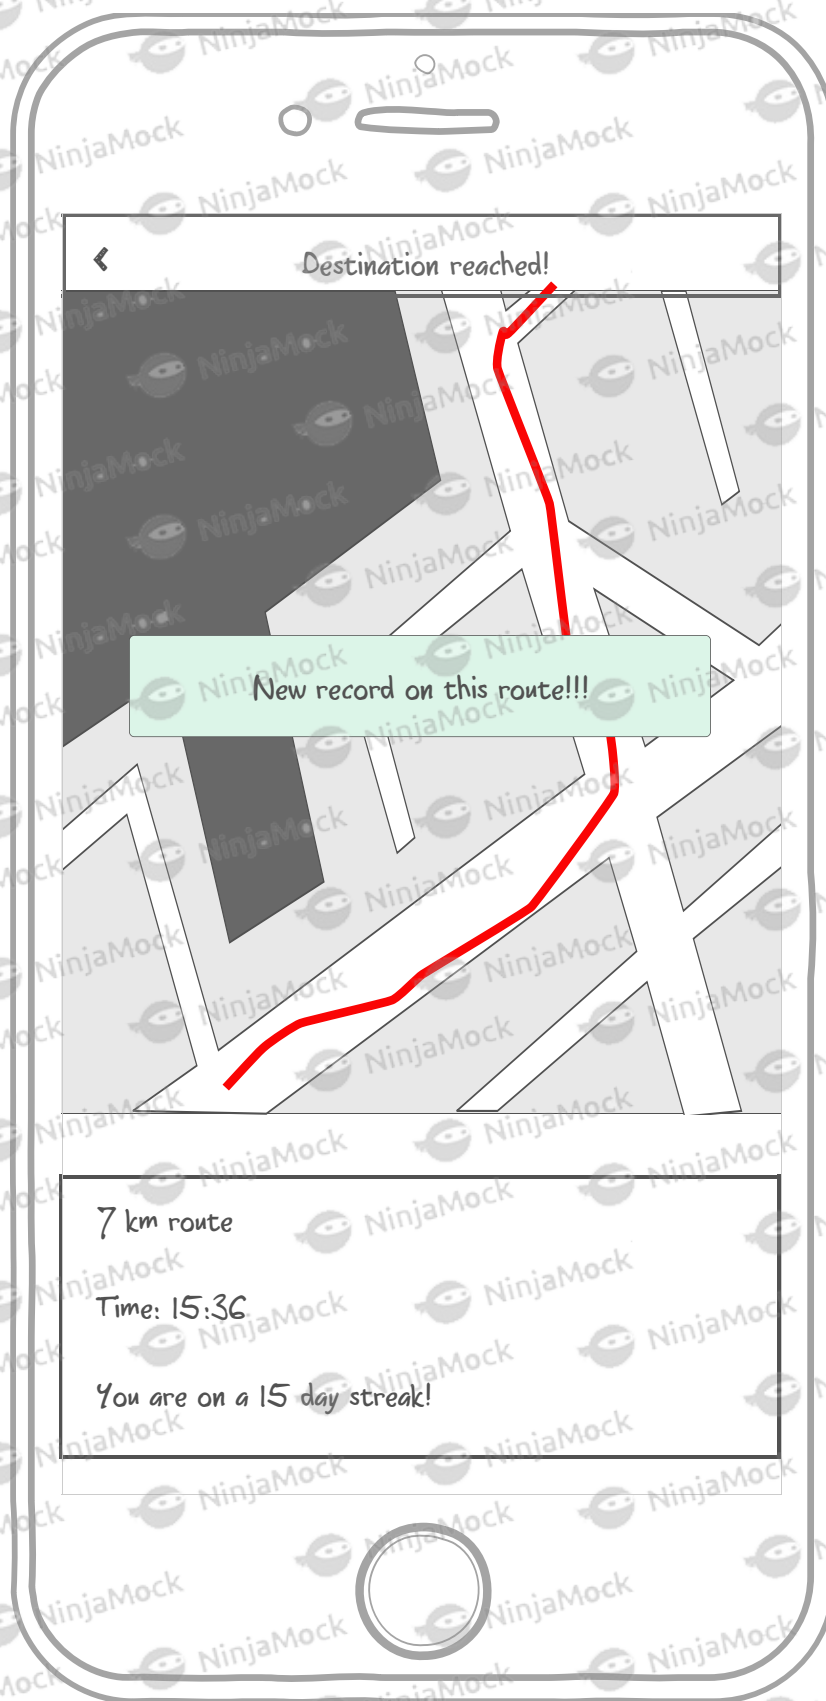 Destination reached!
New record on this route!!!
7 km route
Time: 15:36
You are on a 15 day streak!
NinjaMock